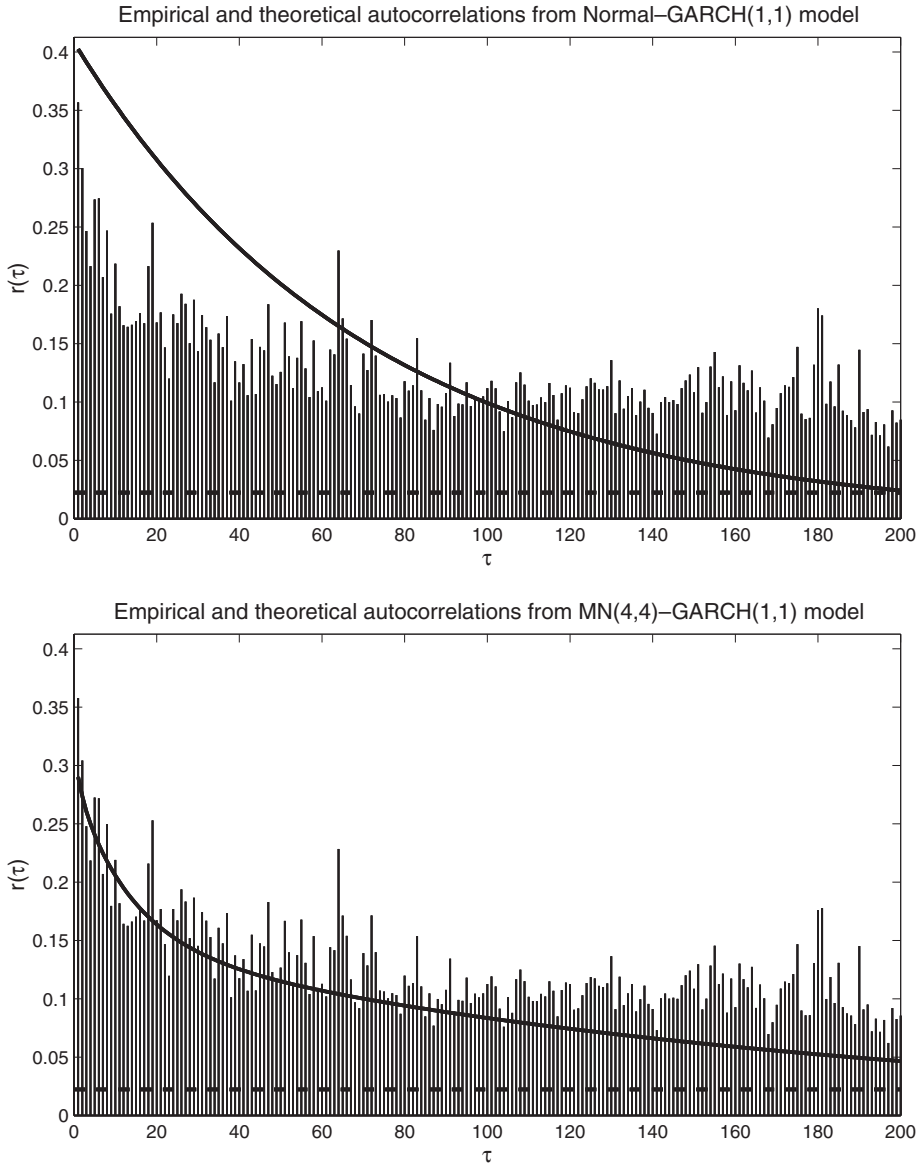 Empirical and theoretical autocorrelations from Normal–GARCH(1,1) model
0.4
0.35
0.3
0.25
0.2
0.15
0.1
0.05
0
r(τ)
0 20 40 60 80 100 120 140 160 180 200
τ
Empirical and theoretical autocorrelations from MN(4,4)–GARCH(1,1) model
0.4
0.35
0.3
0.25
0.2
0.15
0.1
0.05
0
r(τ)
0 20 40 60 80 100 120 140 160 180 200
τ